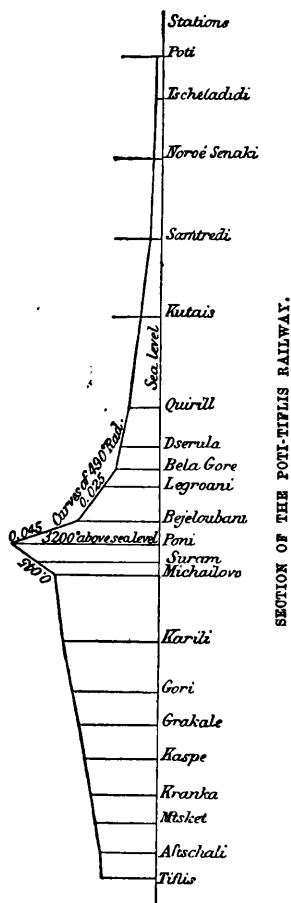 Stations
Poti
Tscheladidi
Noroé Senaki
Samtredi
Kutais
Sea level
Quirill
Dserula
Bela Gore
Legroani
Curves of 490' Rad.
0.025
Bejeloubani
0.045
3200' above sea level
Poni
Suram
0.045
Michailovo
Karili
Gori
Grakale
Kaspe
Kranka
Mtsket
Aftschali
Tiflis
SECTION OF THE POTI-TIFLIS RAILWAY.